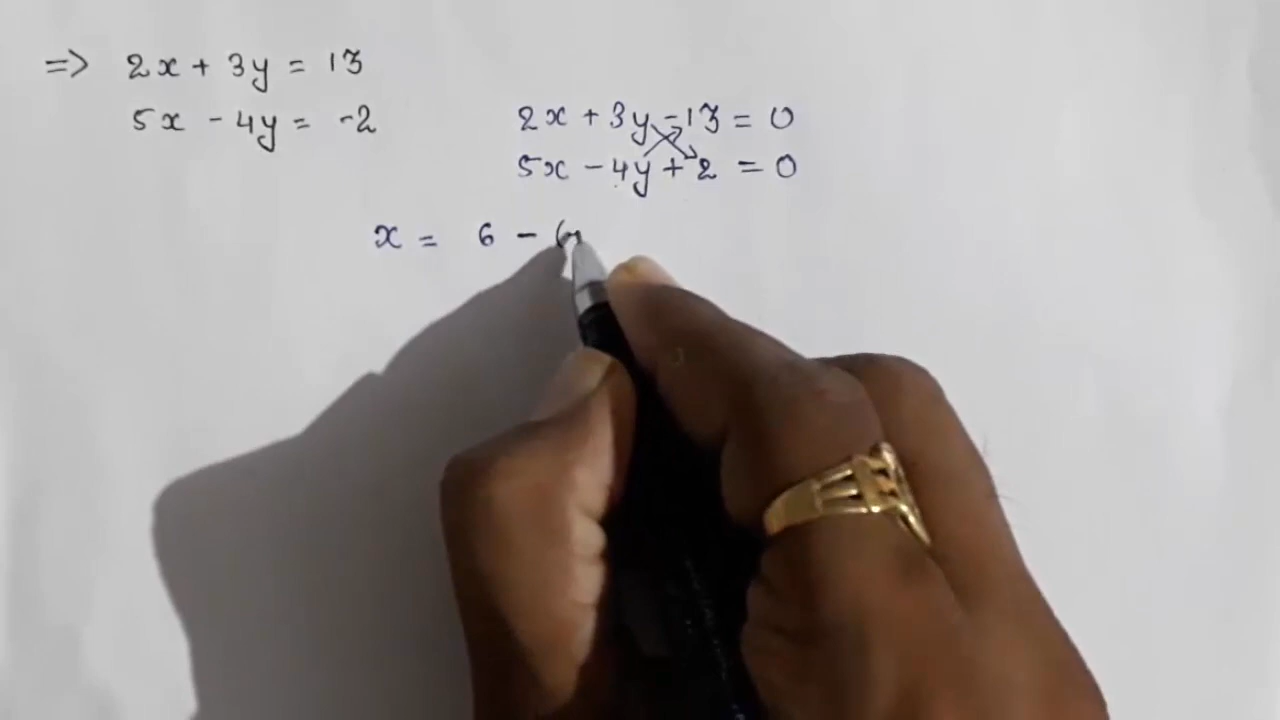 => 2x + 3y = 13
5x - 4y = -2
2x + 3y - 13 = 0
5x - 4y + 2 = 0
x = 6 - (